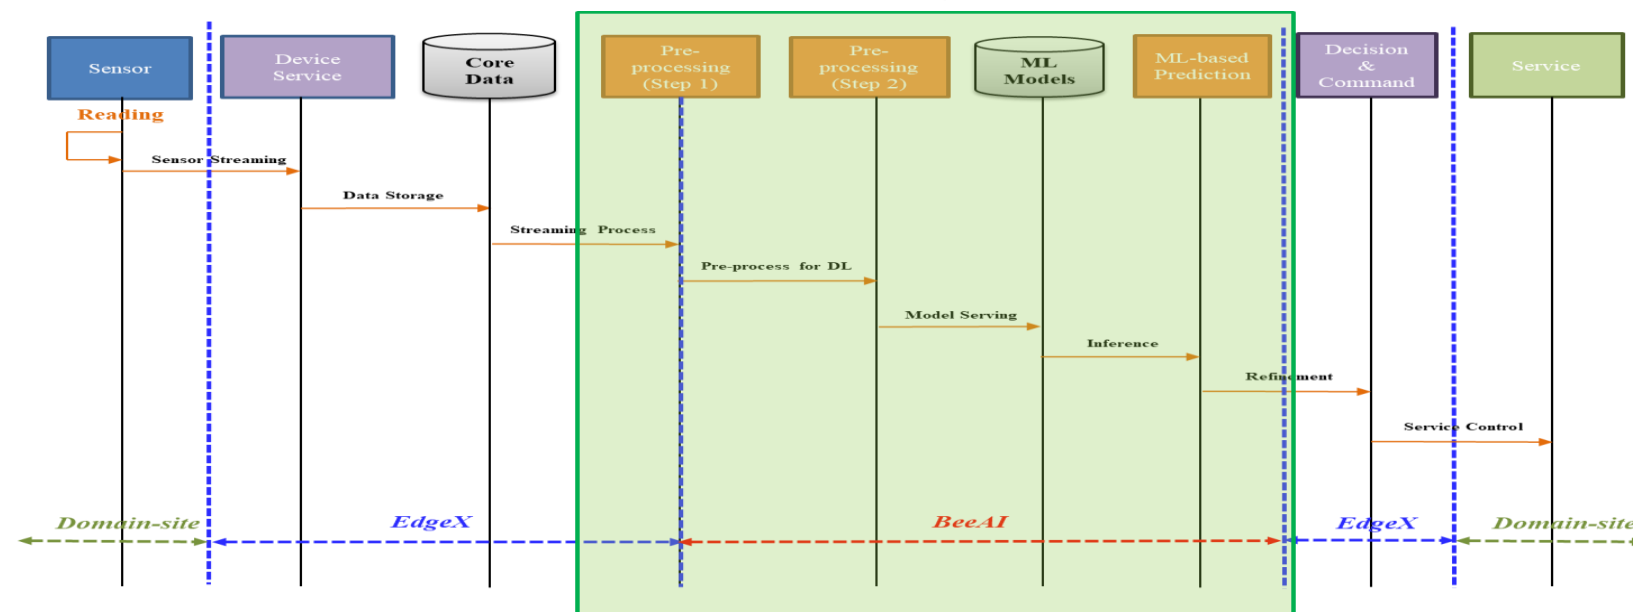 Sensor
Device
Service
Core
Data
Pre-
processing
(Step 1)
Pre-
processing
(Step 2)
ML
Models
ML-based
Prediction
Decision
&
Command
Service
Reading
Sensor Streaming
Data Storage
Streaming Process
Pre-process for DL
Model Serving
Inference
Refinement
Service Control
Domain-site
EdgeX
BeeAI
EdgeX
Domain-site